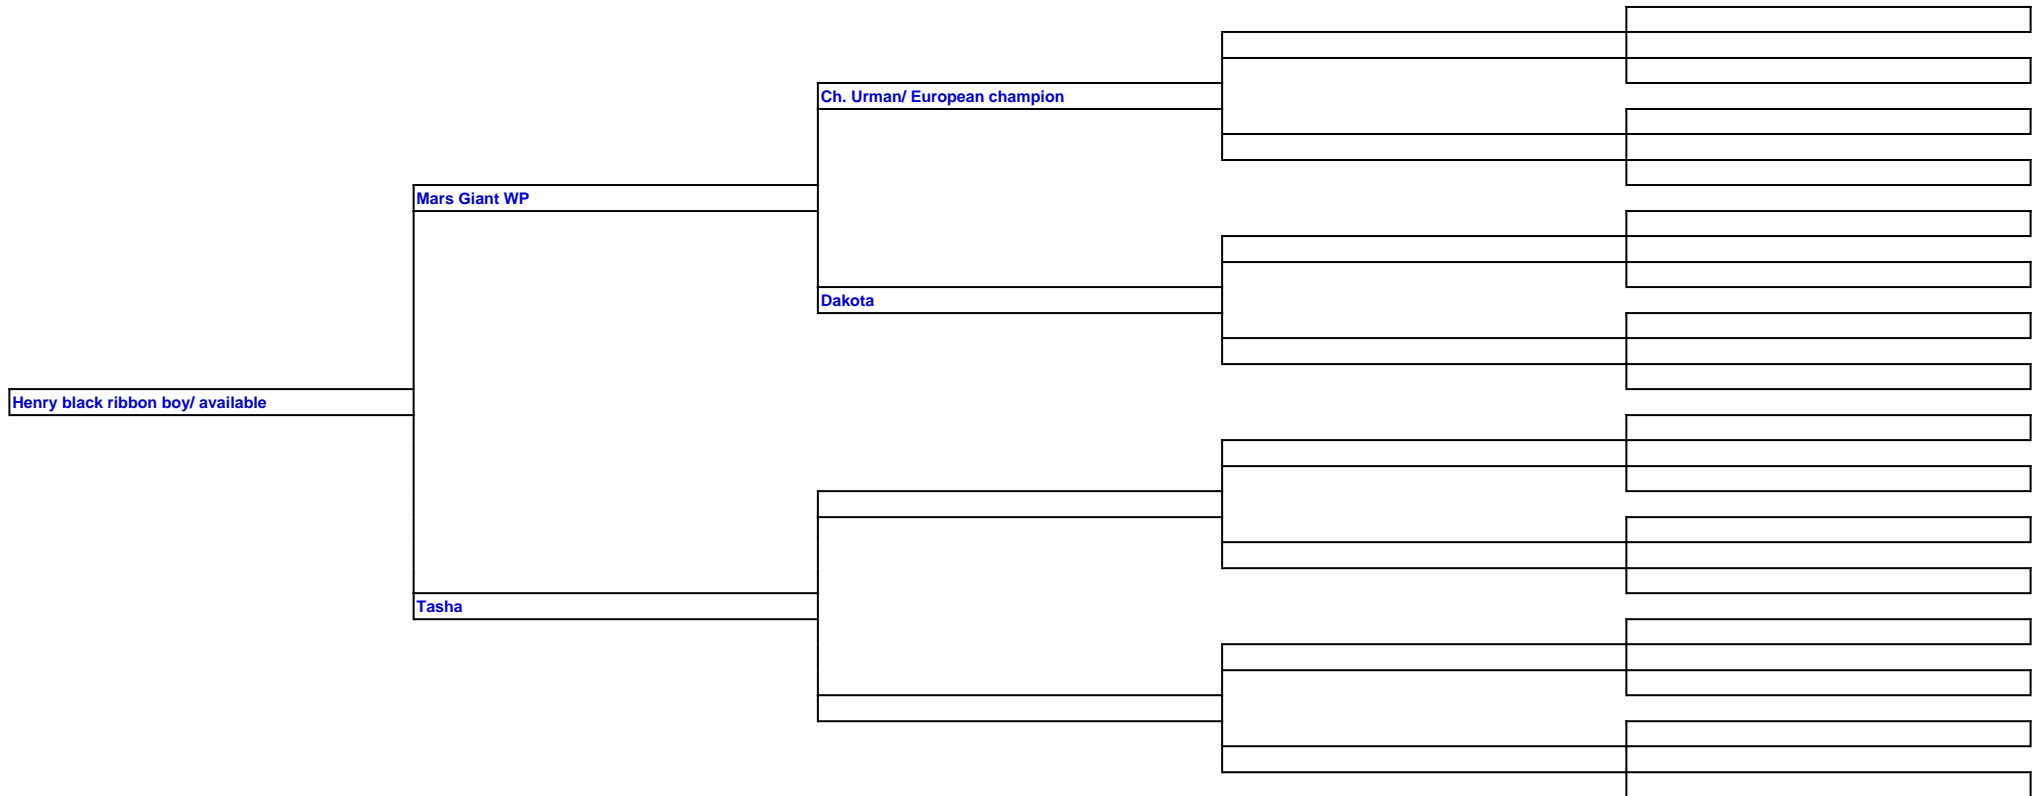 Ch. Urman/ European champion
Mars Giant WP
Dakota
Henry black ribbon boy/ available
Tasha